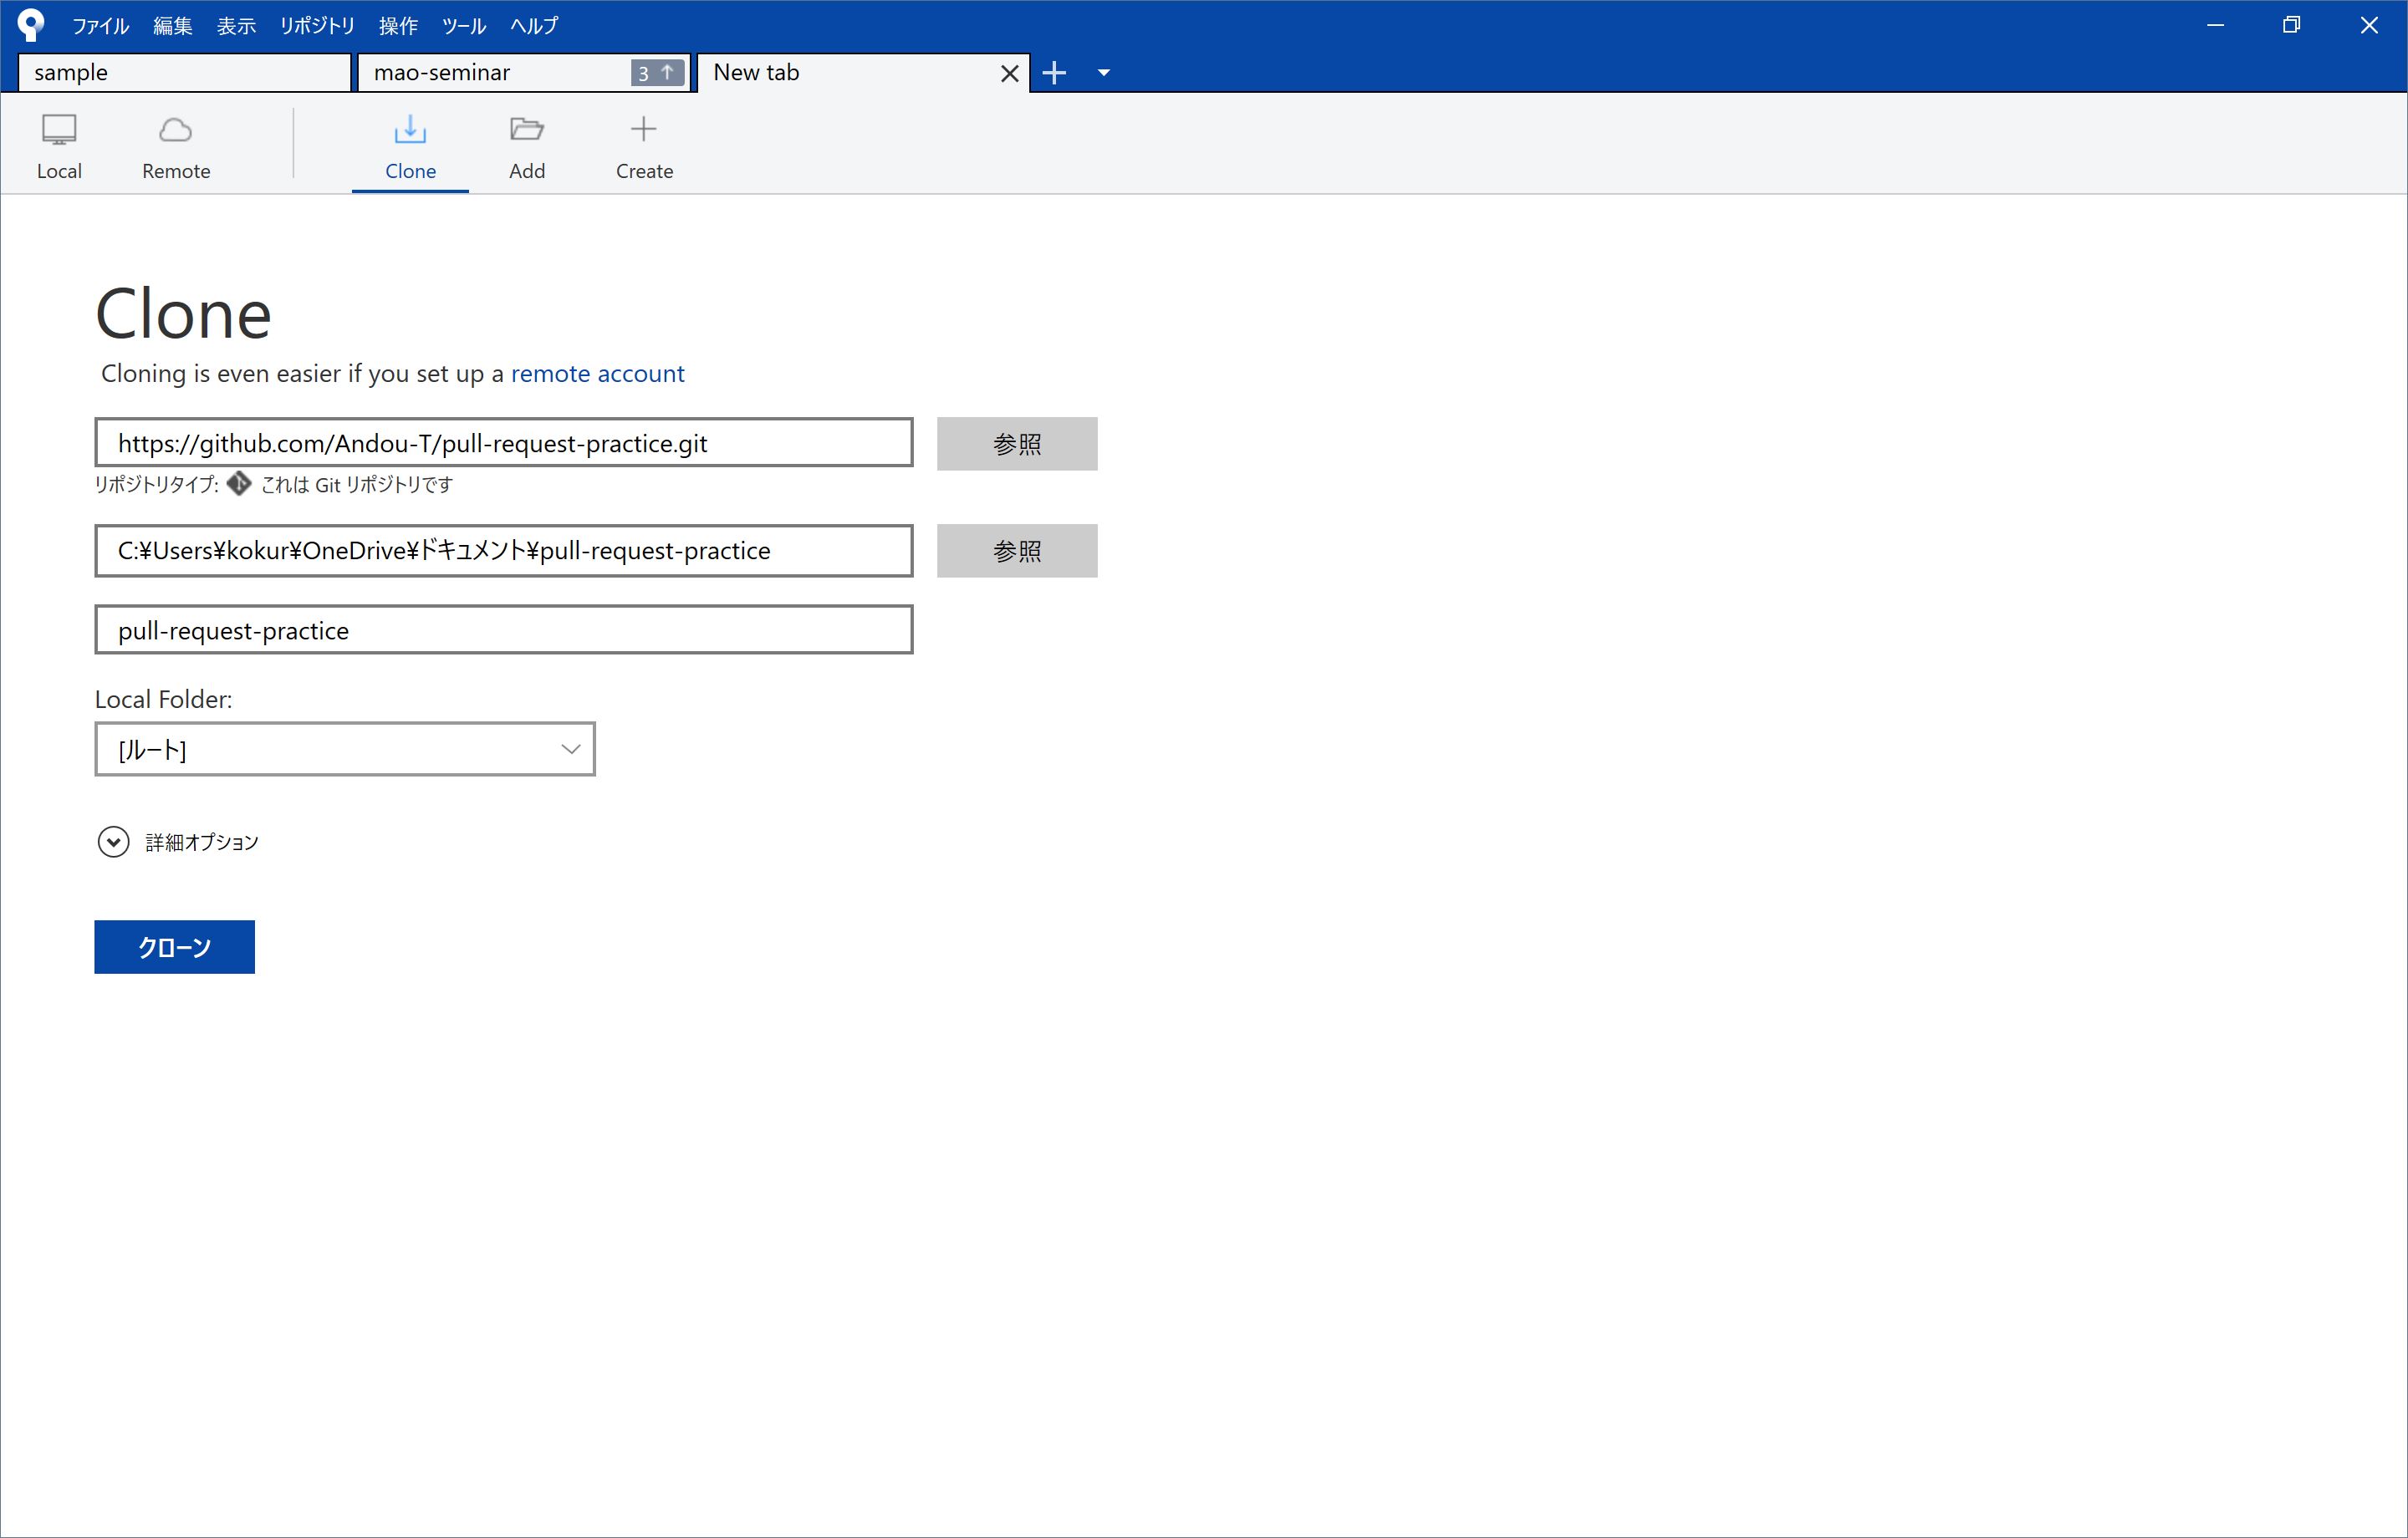 ファイル 編集 表示 リポジトリ 操作 ツール ヘルプ
sample mao-seminar 3 ↑ New tab
Local Remote Clone Add Create
Clone
Cloning is even easier if you set up a remote account
https://github.com/Andou-T/pull-request-practice.git 参照
リポジトリタイプ: これは Git リポジトリです
C:¥Users¥kokur¥OneDrive¥ドキュメント¥pull-request-practice 参照
pull-request-practice
Local Folder:
[ルート]
詳細オプション
クローン